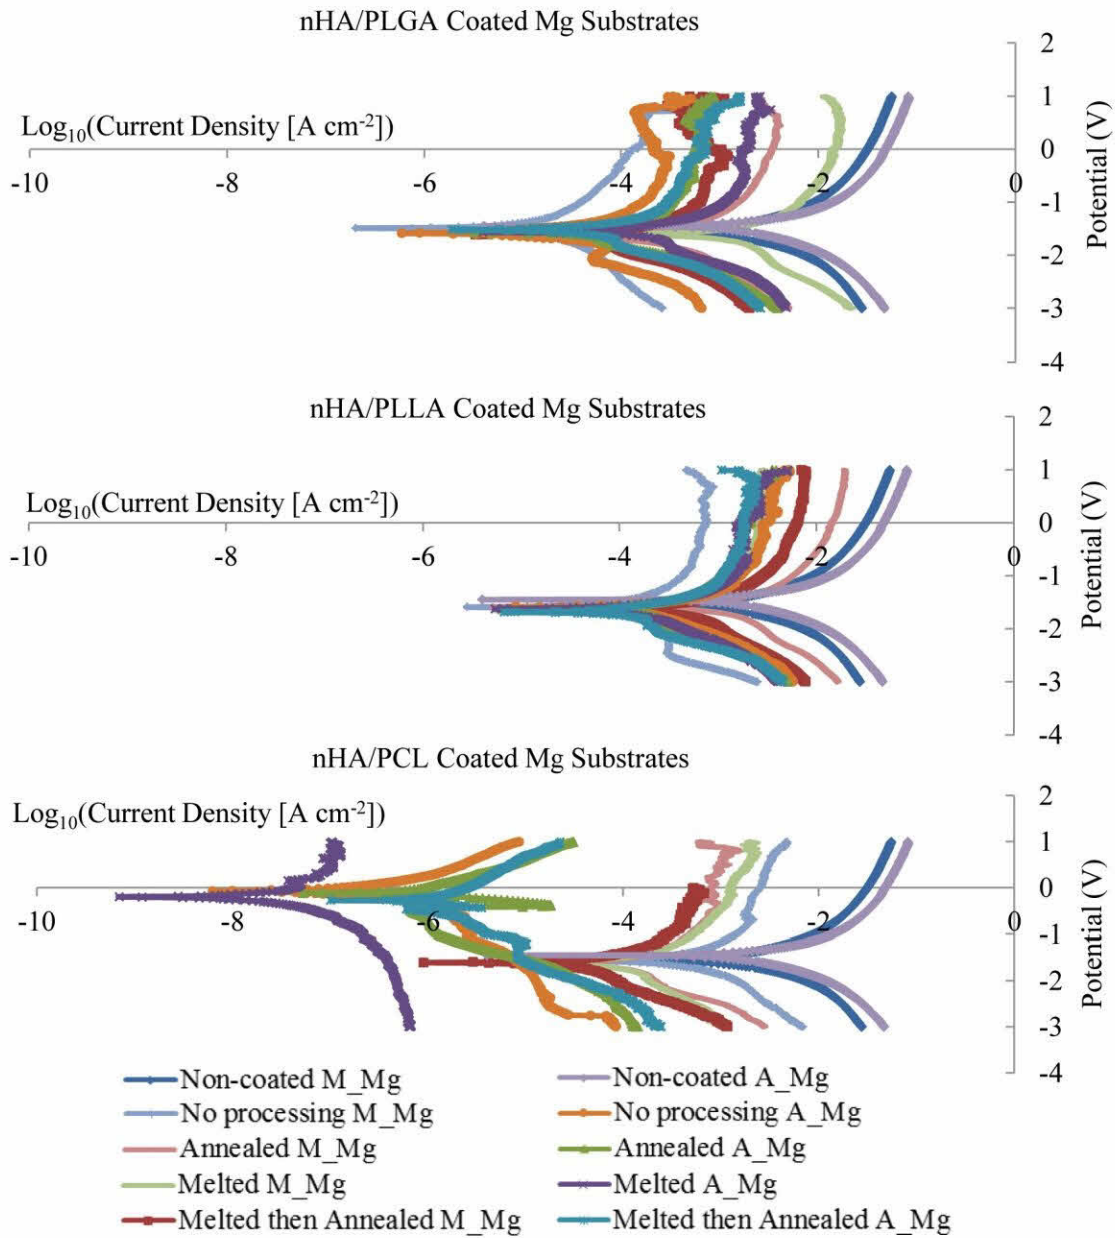 nHA/PLGA Coated Mg Substrates
2
Log10(Current Density [A cm-2])
1
0
-10 -8 -6 -4 -2 0
-1
-2
-3
-4
Potential (V)
nHA/PLLA Coated Mg Substrates
2
Log10(Current Density [A cm-2])
1
0
-10 -8 -6 -4 -2 0
-1
-2
-3
-4
Potential (V)
nHA/PCL Coated Mg Substrates
2
Log10(Current Density [A cm-2])
1
0
-10 -8 -6 -4 -2 0
-1
-2
-3
-4
Potential (V)
Non-coated M_Mg Non-coated A_Mg
No processing M_Mg No processing A_Mg
Annealed M_Mg Annealed A_Mg
Melted M_Mg Melted A_Mg
Melted then Annealed M_Mg Melted then Annealed A_Mg